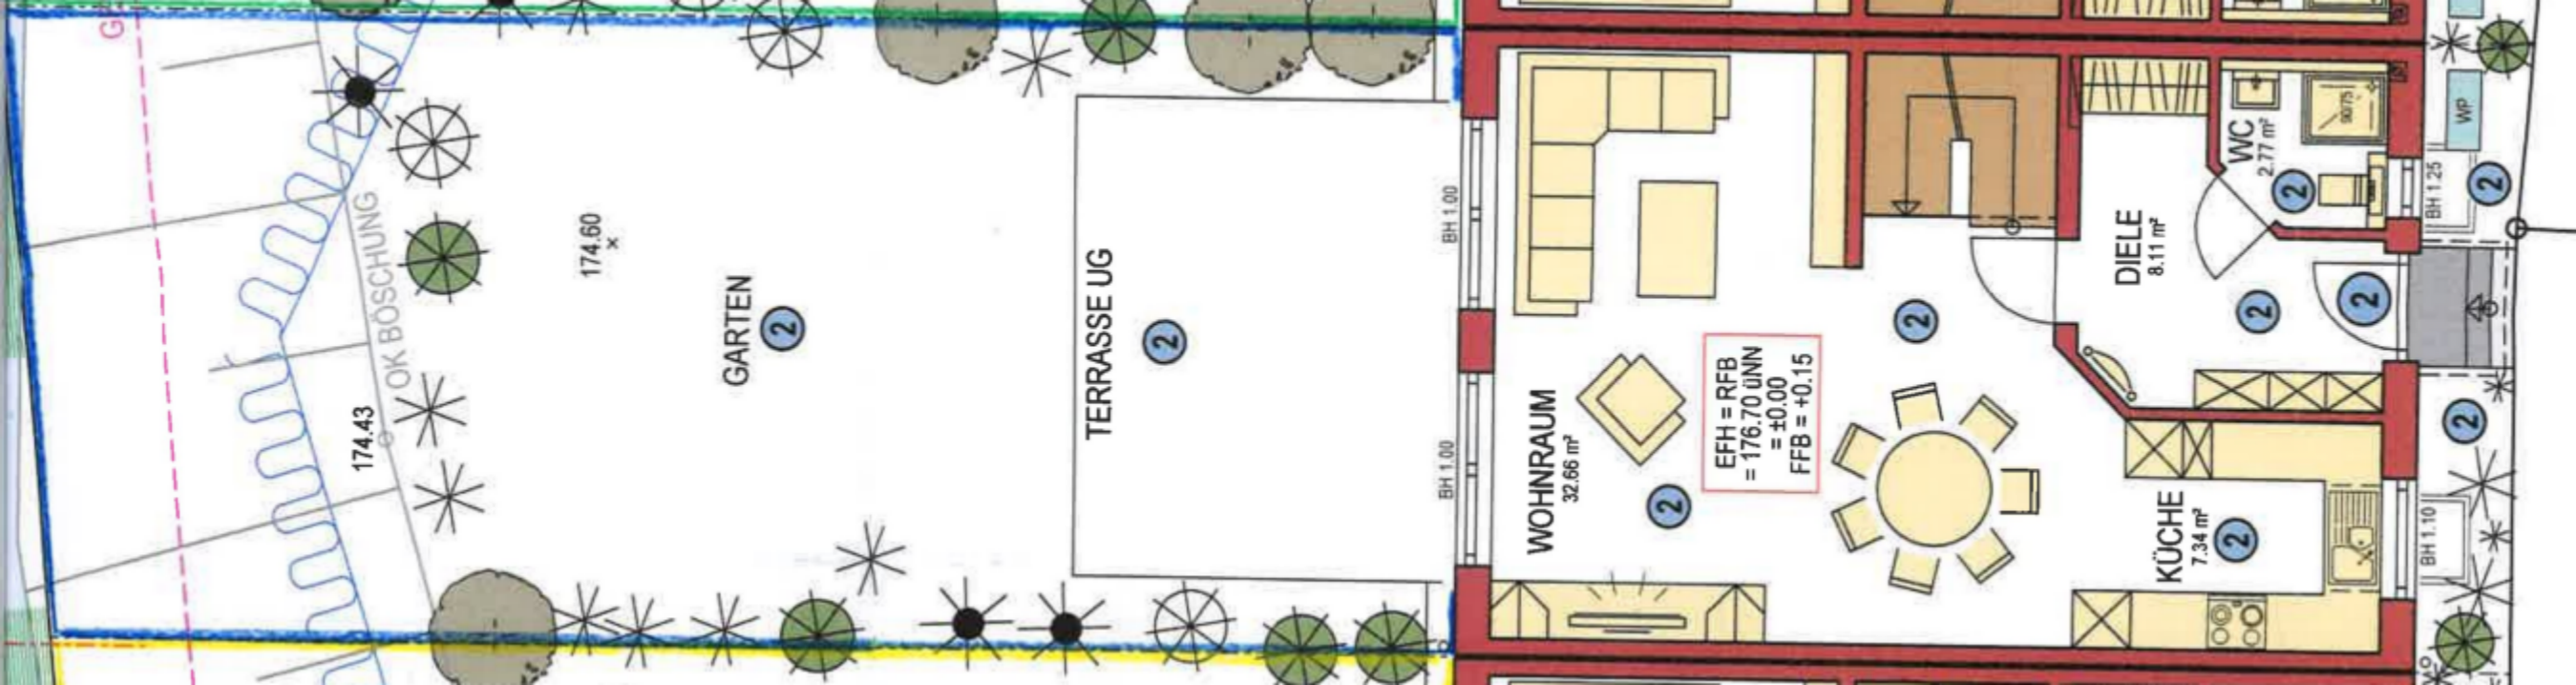 G
OK BÖSCHUNG
174.43
174.60
GARTEN
2
TERRASSE UG
2
BH 1.00
BH 1.00
WOHNRAUM
32.66 m²
2
EFH = RFB
= 176.70 üNN
= ±0.00
FFB = +0.15
2
DIELE
8.11 m²
2
2
WC
2.77 m²
2
90/75
KÜCHE
7.34 m²
2
BH 1.25
BH 1.10
WP
2
2